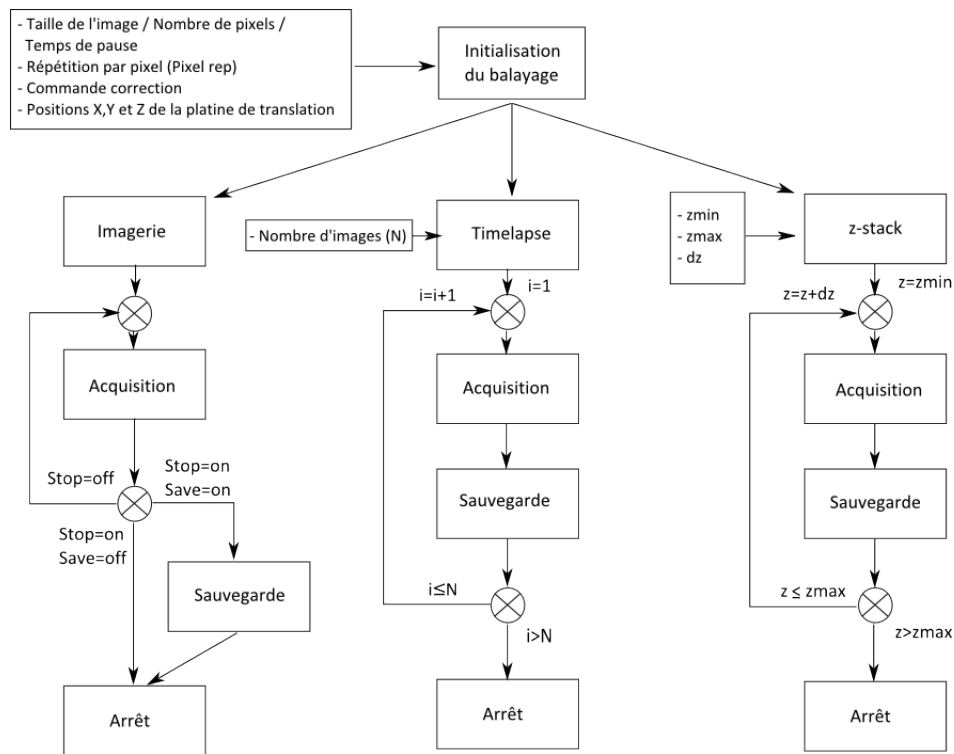 - Taille de l'image / Nombre de pixels /
Temps de pause
- Répétition par pixel (Pixel rep)
- Commande correction
- Positions X,Y et Z de la platine de translation
Initialisation
du balayage
Imagerie
- Nombre d'images (N)
Timelapse
- zmin
- zmax
- dz
z-stack
i=i+1
i=1
z=z+dz
z=zmin
Acquisition
Acquisition
Acquisition
Stop=off
Stop=on
Save=on
Stop=on
Save=off
Sauvegarde
Sauvegarde
Sauvegarde
i≤N
i>N
z ≤ zmax
z>zmax
Arrêt
Arrêt
Arrêt